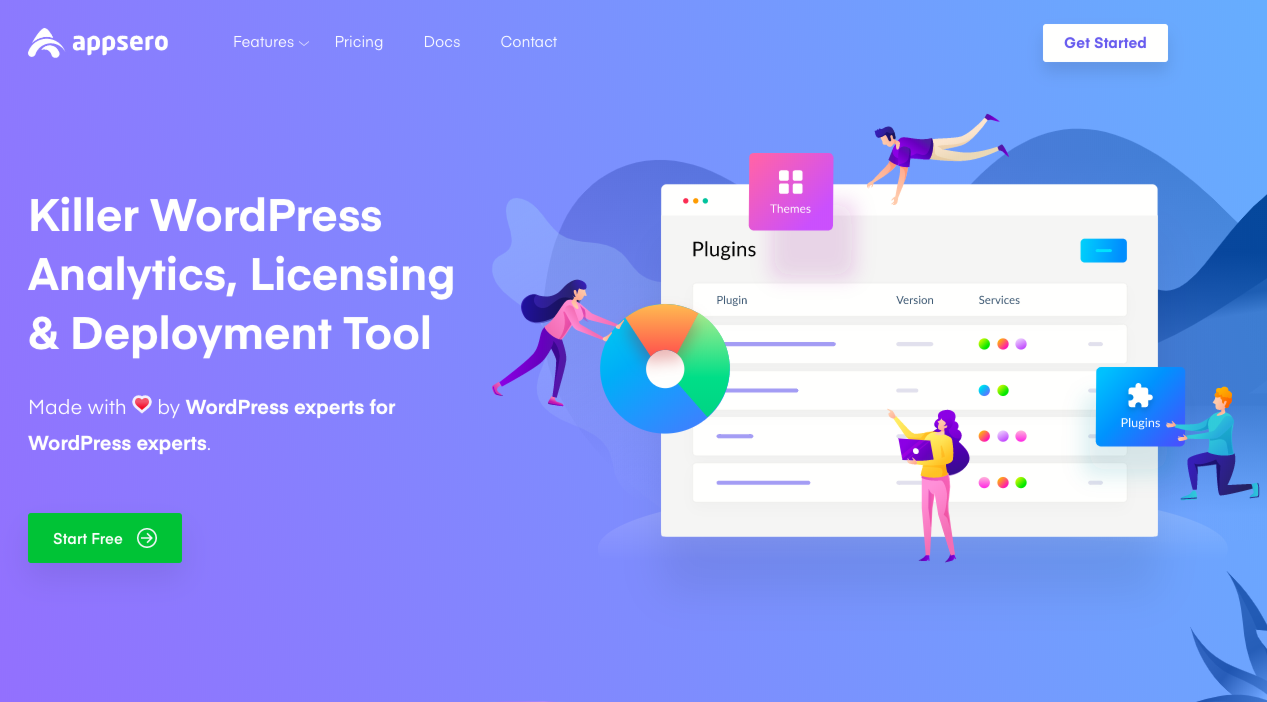 appsero
Features
Pricing
Docs
Contact
Get Started
Killer WordPress
Analytics, Licensing
& Deployment Tool
Made with by WordPress experts for
WordPress experts.
Start Free
Themes
Plugins
Plugin
Version
Services
Plugins